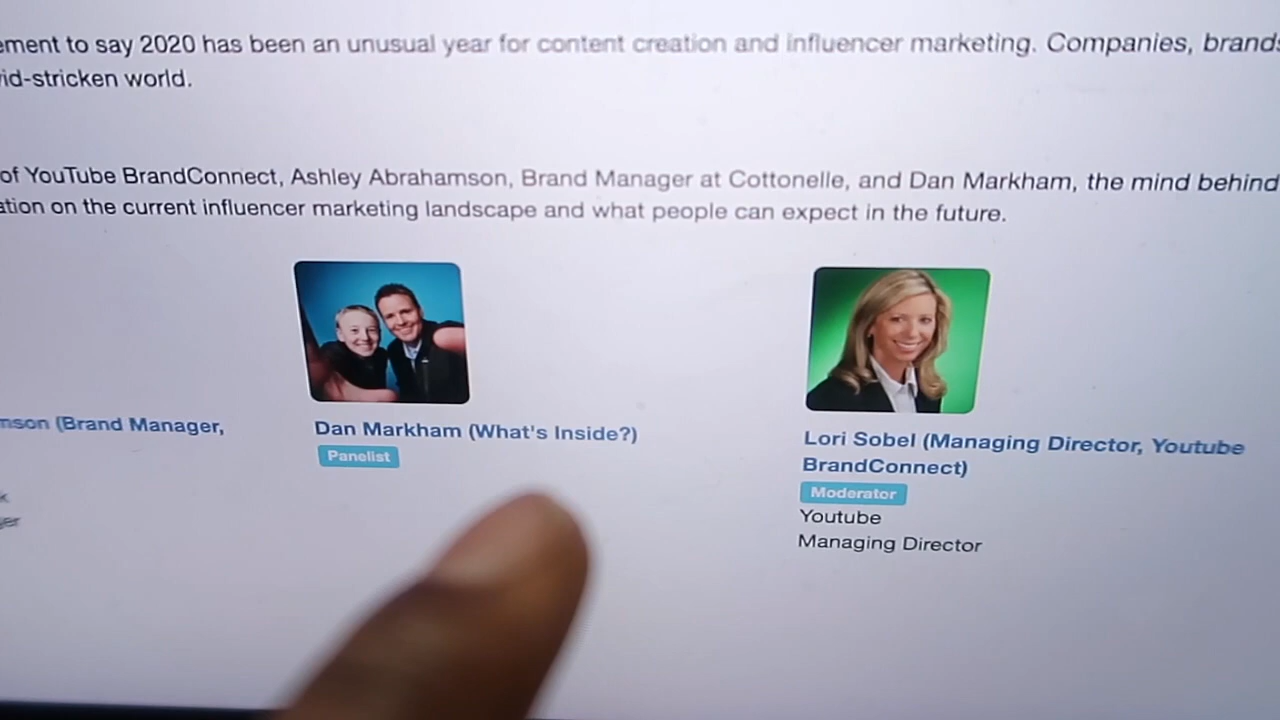 ement to say 2020 has been an unusual year for content creation and influencer marketing. Companies, brands
id-stricken world.
of YouTube BrandConnect, Ashley Abrahamson, Brand Manager at Cottonelle, and Dan Markham, the mind behind
ation on the current influencer marketing landscape and what people can expect in the future.
mson (Brand Manager,
Dan Markham (What's Inside?)
Panelist
Lori Sobel (Managing Director, Youtube
BrandConnect)
Moderator
Youtube
Managing Director